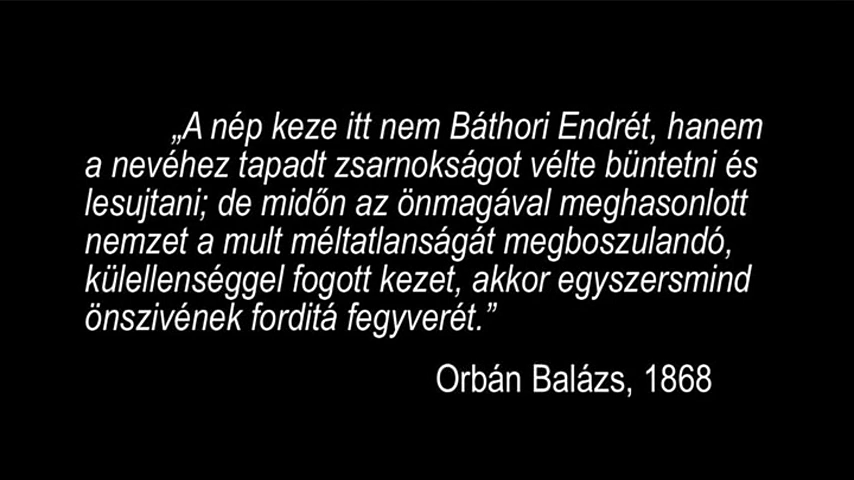 „A nép keze itt nem Báthori Endrét, hanem
a nevéhez tapadt zsarnokságot vélte büntetni és
lesujtani; de midőn az önmagával meghasonlott
nemzet a mult méltatlanságát megboszulandó,
külellenséggel fogott kezet, akkor egyszersmind
önszivének forditá fegyverét.”
Orbán Balázs, 1868